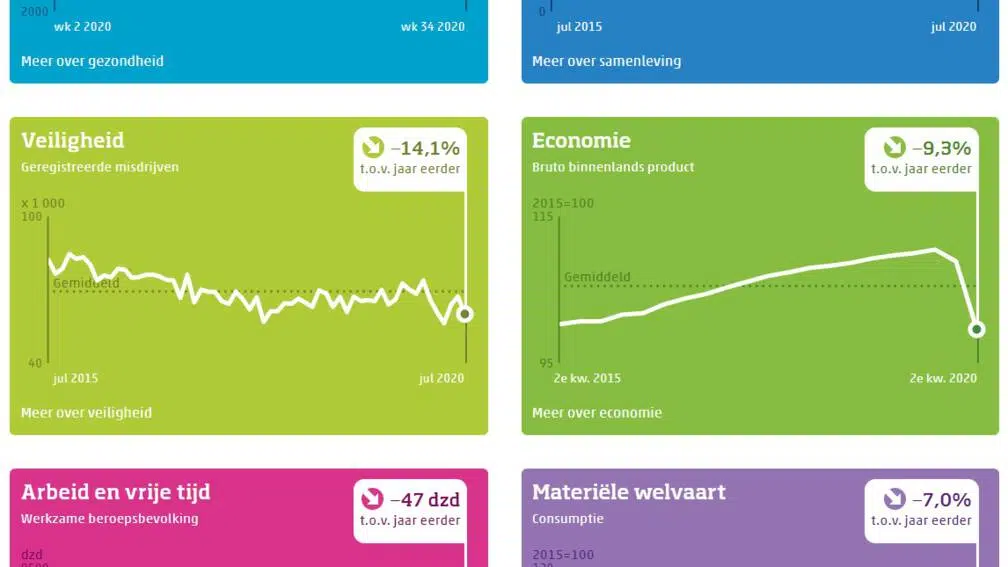 2000
wk 2 2020
wk 34 2020
Meer over gezondheid
0
jul 2015
jul 2020
Meer over samenleving
Veiligheid
Geregistreerde misdrijven
–14,1%
t.o.v. jaar eerder
x 1 000
100
Gemiddeld
40
jul 2015
jul 2020
Meer over veiligheid
Economie
Bruto binnenlands product
–9,3%
t.o.v. jaar eerder
2015=100
115
Gemiddeld
95
2e kw. 2015
2e kw. 2020
Meer over economie
Arbeid en vrije tijd
Werkzame beroepsbevolking
–47 dzd
t.o.v. jaar eerder
dzd
Materiële welvaart
Consumptie
–7,0%
t.o.v. jaar eerder
2015=100